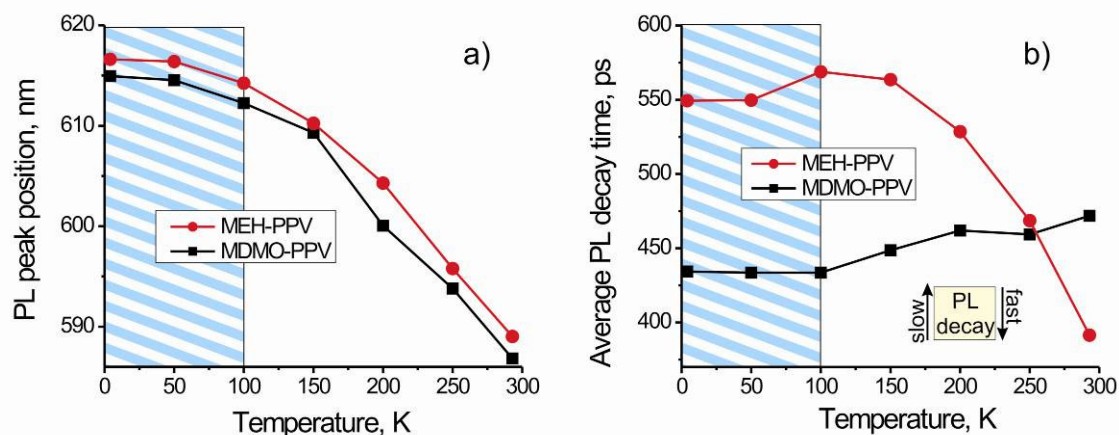 a)
PL peak position, nm
620
610
600
590
MEH-PPV
MDMO-PPV
0 50 100 150 200 250 300
Temperature, K
b)
Average PL decay time, ps
600
550
500
450
400
350
MEH-PPV
MDMO-PPV
slow
PL
decay
fast
0 50 100 150 200 250 300
Temperature, K